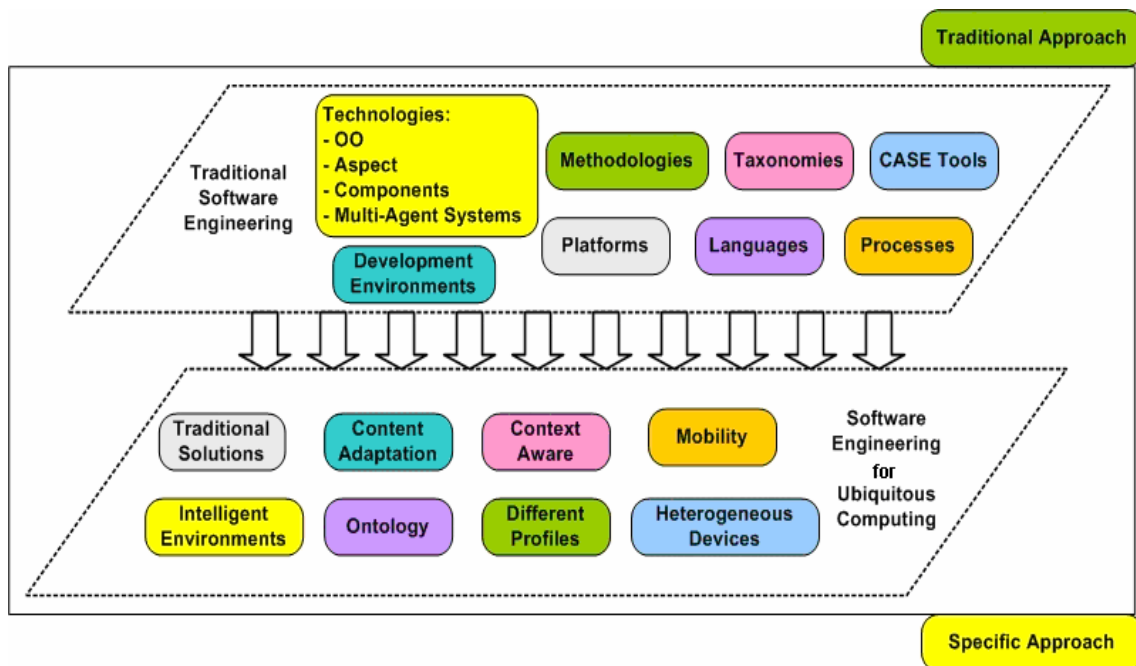 Traditional Approach
Traditional
Software
Engineering
Technologies:
- OO
- Aspect
- Components
- Multi-Agent Systems
Methodologies
Taxonomies
CASE Tools
Development
Environments
Platforms
Languages
Processes
Traditional
Solutions
Content
Adaptation
Context
Aware
Mobility
Software
Engineering
for
Ubiquitous
Computing
Intelligent
Environments
Ontology
Different
Profiles
Heterogeneous
Devices
Specific Approach